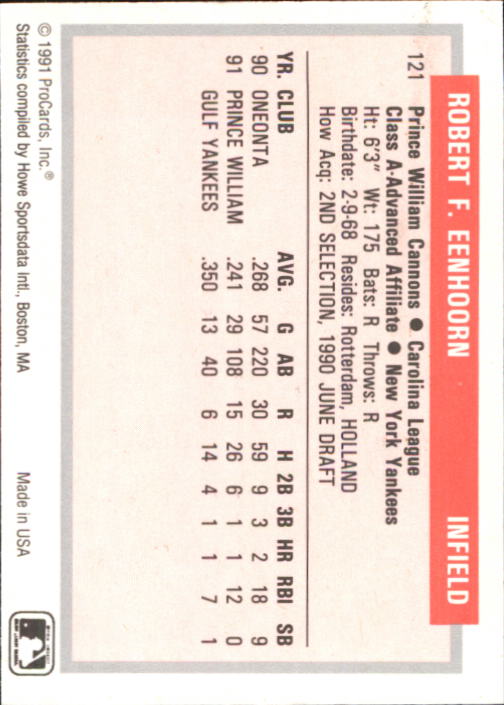 ROBERT F. EENHOORN INFIELD
121 Prince William Cannons ● Carolina League
Class A-Advanced Affiliate ● New York Yankees
Ht: 6'3" Wt: 175 Bats: R Throws: R
Birthdate: 2-9-68 Resides: Rotterdam, HOLLAND
How Acq: 2ND SELECTION, 1990 JUNE DRAFT
YR. CLUB AVG. G AB R H 2B 3B HR RBI SB
90 ONEONTA .268 57 220 30 59 9 3 2 18 9
91 PRINCE WILLIAM .241 29 108 15 26 6 1 1 12 0
GULF YANKEES .350 13 40 6 14 4 1 1 7 1
© 1991 ProCards, Inc.® Made in USA
Statistics compiled by Howe Sportsdata Intl., Boston, MA